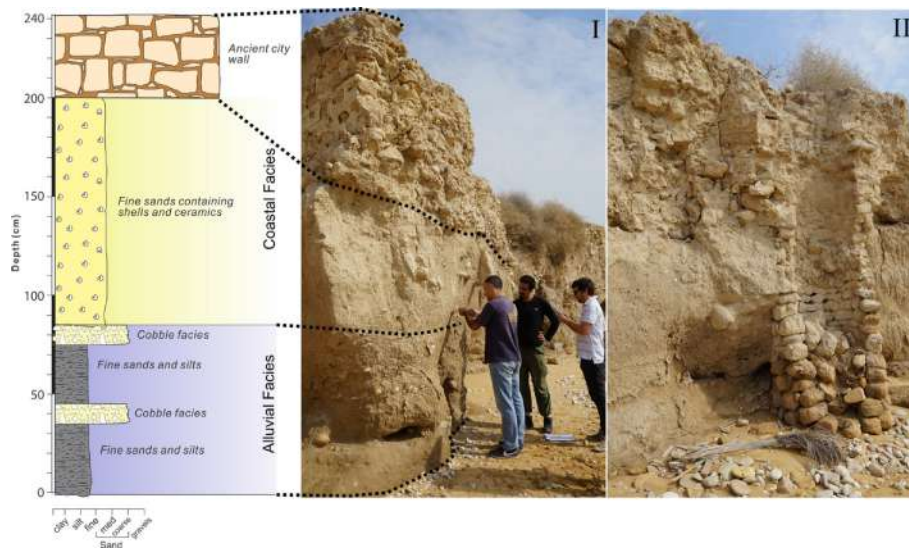 240
200
150
100
50
0
Depth (cm)
Ancient city
wall
Fine sands containing
shells and ceramics
Coastal Facies
Cobble facies
Fine sands and silts
Cobble facies
Fine sands and silts
Alluvial Facies
clay
silt
fine
med
coarse
gravels
Sand
I
II